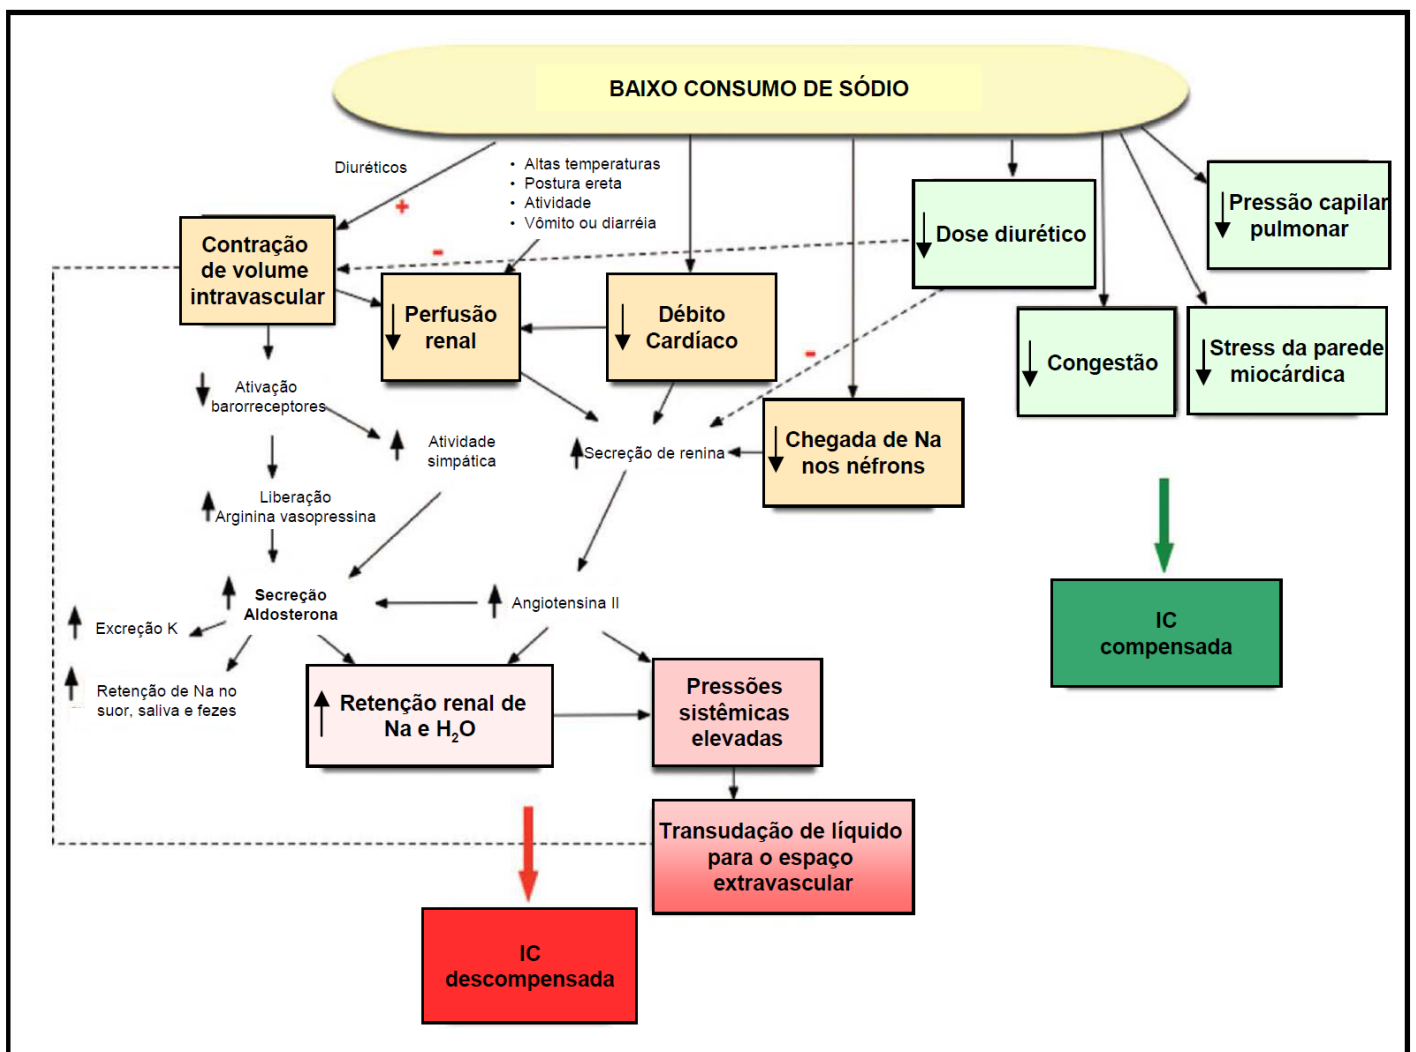 BAIXO CONSUMO DE SÓDIO
Diuréticos
• Altas temperaturas
• Postura ereta
• Atividade
• Vômito ou diarréia
+
-
-
Contração
de volume
intravascular
Perfusão
renal
Débito
Cardíaco
Dose diurético
Pressão capilar
pulmonar
Congestão
Stress da parede
miocárdica
Ativação
barorreceptores
Atividade
simpática
Secreção de renina
Chegada de Na
nos néfrons
Liberação
Arginina vasopressina
Secreção
Aldosterona
Angiotensina II
Excreção K
Retenção de Na no
suor, saliva e fezes
Retenção renal de
Na e H₂O
Pressões
sistêmicas
elevadas
Transudação de líquido
para o espaço
extravascular
IC
compensada
IC
descompensada